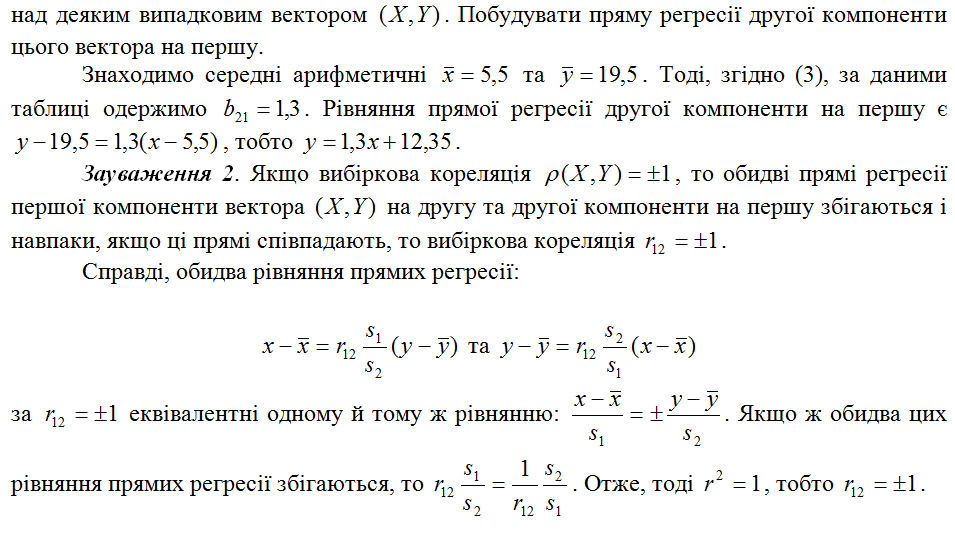 над деяким випадковим вектором (X,Y). Побудувати пряму регресії другої компоненти
цього вектора на першу.
Знаходимо середні арифметичні x̅ = 5,5 та y̅ = 19,5. Тоді, згідно (3), за даними
таблиці одержимо b₂₁ = 1,3. Рівняння прямої регресії другої компоненти на першу є
y − 19,5 = 1,3(x − 5,5), тобто y = 1,3x + 12,35.
Зауваження 2. Якщо вибіркова кореляція ρ(X,Y) = ±1, то обидві прямі регресії
першої компоненти вектора (X,Y) на другу та другої компоненти на першу збігаються і
навпаки, якщо ці прямі співпадають, то вибіркова кореляція r₁₂ = ±1.
Справді, обидва рівняння прямих регресії:
x − x̅ = r₁₂ s₁/s₂ (y − y̅) та y − y̅ = r₁₂ s₂/s₁ (x − x̅)
за r₁₂ = ±1 еквівалентні одному й тому ж рівнянню: (x − x̅)/s₁ = ± (y − y̅)/s₂. Якщо ж обидва цих
рівняння прямих регресії збігаються, то r₁₂ s₁/s₂ = 1/r₁₂ s₂/s₁. Отже, тоді r² = 1, тобто r₁₂ = ±1.